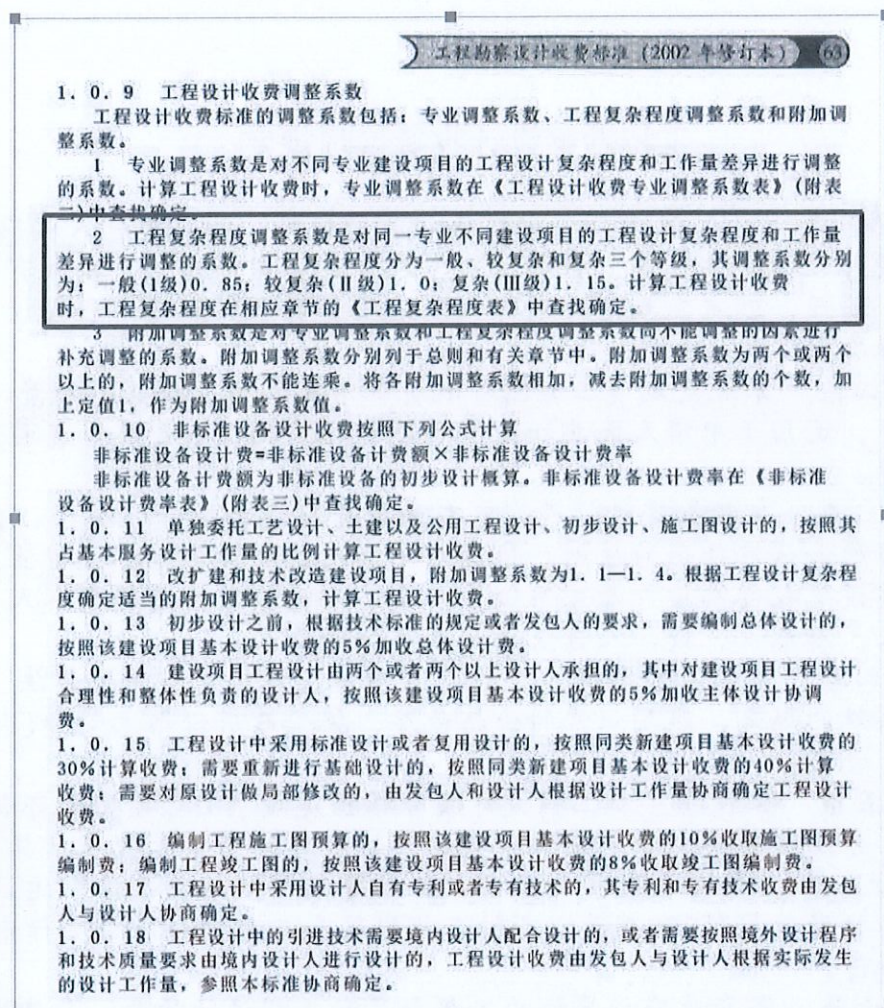 工程勘察设计收费标准（2002 年修订本） 63
1．0．9 工程设计收费调整系数
工程设计收费标准的调整系数包括：专业调整系数、工程复杂程度调整系数和附加调
整系数。
1 专业调整系数是对不同专业建设项目的工程设计复杂程度和工作量差异进行调整
的系数。计算工程设计收费时，专业调整系数在《工程设计收费专业调整系数表》(附表
二)中查找确定。
2 工程复杂程度调整系数是对同一专业不同建设项目的工程设计复杂程度和工作量
差异进行调整的系数。工程复杂程度分为一般、较复杂和复杂三个等级，其调整系数分别
为：一般(1级)0．85；较复杂(II级)1．0；复杂(III级)1．15。计算工程设计收费
时，工程复杂程度在相应章节的《工程复杂程度表》中查找确定。
3 附加调整系数是对专业调整系数和工程复杂程度调整系数尚不能调整的因素进行
补充调整的系数。附加调整系数分别列于总则和有关章节中。附加调整系数为两个或两个
以上的，附加调整系数不能连乘。将各附加调整系数相加，减去附加调整系数的个数，加
上定值1，作为附加调整系数值。
1．0．10 非标准设备设计收费按照下列公式计算
非标准设备设计费=非标准设备计费额×非标准设备设计费率
非标准设备计费额为非标准设备的初步设计概算。非标准设备设计费率在《非标准
设备设计费率表》(附表三)中查找确定。
1．0．11 单独委托工艺设计、土建以及公用工程设计、初步设计、施工图设计的，按照其
占基本服务设计工作量的比例计算工程设计收费。
1．0．12 改扩建和技术改造建设项目，附加调整系数为1．1—1．4。根据工程设计复杂程
度确定适当的附加调整系数，计算工程设计收费。
1．0．13 初步设计之前，根据技术标准的规定或者发包人的要求，需要编制总体设计的，
按照该建设项目基本设计收费的5%加收总体设计费。
1．0．14 建设项目工程设计由两个或者两个以上设计人承担的，其中对建设项目工程设计
合理性和整体性负责的设计人，按照该建设项目基本设计收费的5%加收主体设计协调
费。
1．0．15 工程设计中采用标准设计或者复用设计的，按照同类新建项目基本设计收费的
30%计算收费；需要重新进行基础设计的，按照同类新建项目基本设计收费的40%计算
收费；需要对原设计做局部修改的，由发包人和设计人根据设计工作量协商确定工程设计
收费。
1．0．16 编制工程施工图预算的，按照该建设项目基本设计收费的10%收取施工图预算
编制费；编制工程竣工图的，按照该建设项目基本设计收费的8%收取竣工图编制费。
1．0．17 工程设计中采用设计人自有专利或者专有技术的，其专利和专有技术收费由发包
人与设计人协商确定。
1．0．18 工程设计中的引进技术需要境内设计人配合设计的，或者需要按照境外设计程序
和技术质量要求由境内设计人进行设计的，工程设计收费由发包人与设计人根据实际发生
的设计工作量，参照本标准协商确定。